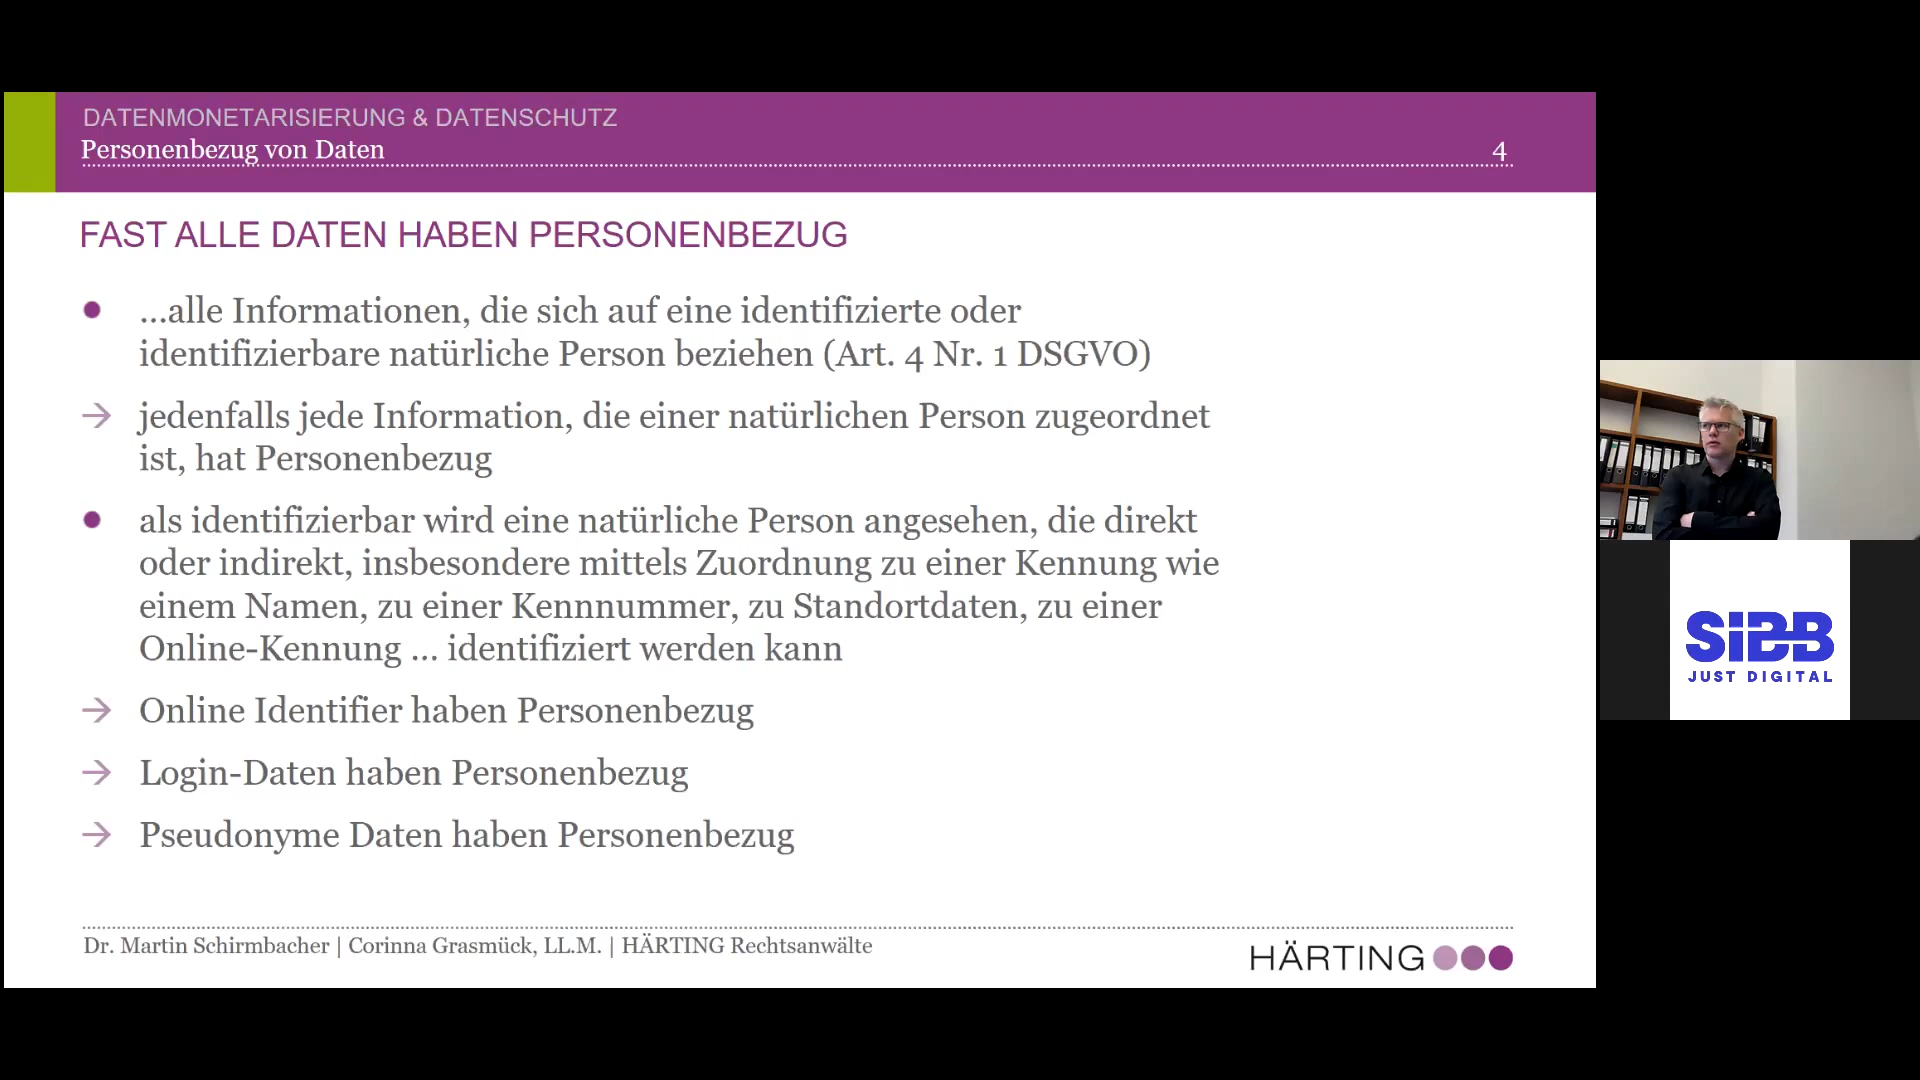 DATENMONETARISIERUNG & DATENSCHUTZ
Personenbezug von Daten
4
FAST ALLE DATEN HABEN PERSONENBEZUG
...alle Informationen, die sich auf eine identifizierte oder
identifizierbare natürliche Person beziehen (Art. 4 Nr. 1 DSGVO)
→ jedenfalls jede Information, die einer natürlichen Person zugeordnet
ist, hat Personenbezug
als identifizierbar wird eine natürliche Person angesehen, die direkt
oder indirekt, insbesondere mittels Zuordnung zu einer Kennung wie
einem Namen, zu einer Kennnummer, zu Standortdaten, zu einer
Online-Kennung ... identifiziert werden kann
→ Online Identifier haben Personenbezug
→ Login-Daten haben Personenbezug
→ Pseudonyme Daten haben Personenbezug
Dr. Martin Schirmbacher | Corinna Grasmück, LL.M. | HÄRTING Rechtsanwälte
HÄRTING
SIBB
JUST DIGITAL